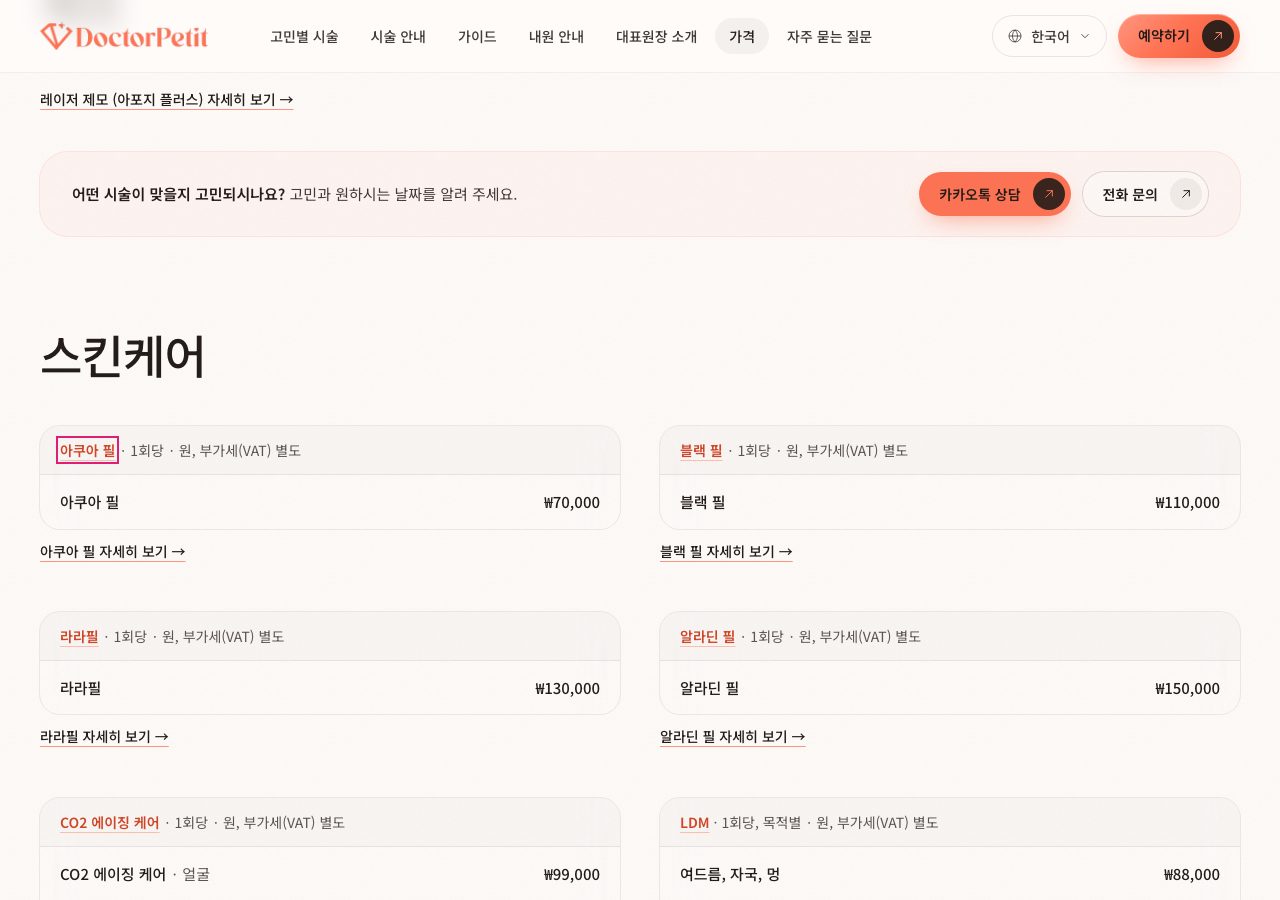 DoctorPetit
고민별 시술
시술 안내
가이드
내원 안내
대표원장 소개
가격
자주 묻는 질문
한국어
예약하기
레이저 제모 (아포지 플러스) 자세히 보기 →
어떤 시술이 맞을지 고민되시나요? 고민과 원하시는 날짜를 알려 주세요.
카카오톡 상담
전화 문의
스킨케어
아쿠아 필 · 1회당 · 원, 부가세(VAT) 별도
아쿠아 필 ₩70,000
아쿠아 필 자세히 보기 →
블랙 필 · 1회당 · 원, 부가세(VAT) 별도
블랙 필 ₩110,000
블랙 필 자세히 보기 →
라라필 · 1회당 · 원, 부가세(VAT) 별도
라라필 ₩130,000
라라필 자세히 보기 →
알라딘 필 · 1회당 · 원, 부가세(VAT) 별도
알라딘 필 ₩150,000
알라딘 필 자세히 보기 →
CO2 에이징 케어 · 1회당 · 원, 부가세(VAT) 별도
CO2 에이징 케어 · 얼굴 ₩99,000
LDM · 1회당, 목적별 · 원, 부가세(VAT) 별도
여드름, 자국, 멍 ₩88,000